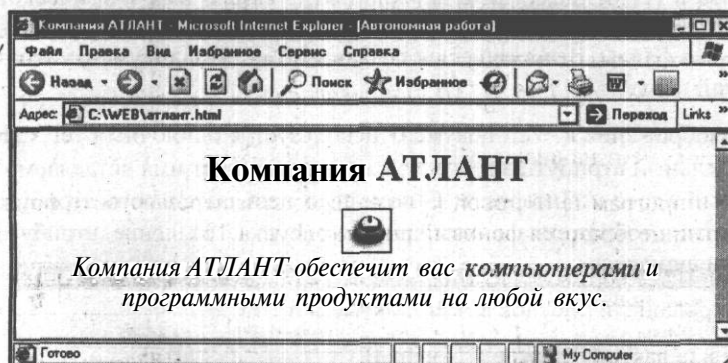 Компания АТЛАНТ - Microsoft Internet Explorer - [Автономная работа]
Файл Правка Вид Избранное Сервис Справка
Назад Поиск Избранное
Адрес: C:\WEB\атлант.html Переход Links »
Компания АТЛАНТ
Компания АТЛАНТ обеспечит вас компьютерами и
программными продуктами на любой вкус.
Готово My Computer